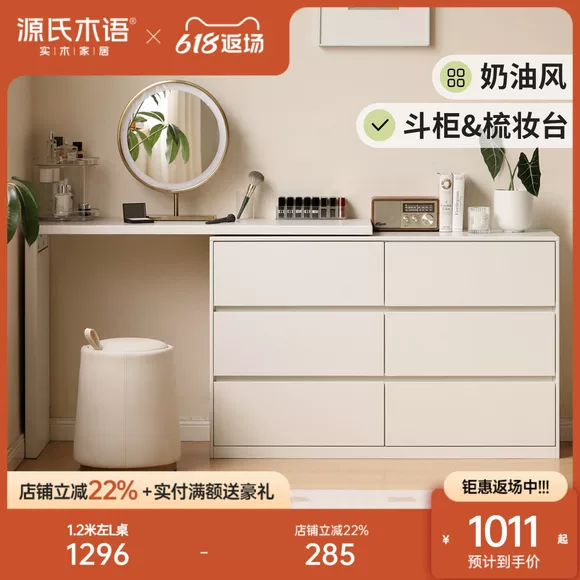 源氏木语®
实|木|家|居
×
618返场
奶油风
斗柜&梳妆台
店铺立减22%+实付满额送豪礼
钜惠返场中!!!
1.2米左L桌
1296
-
店铺立减22%
285
¥ 1011 起
预计到手价